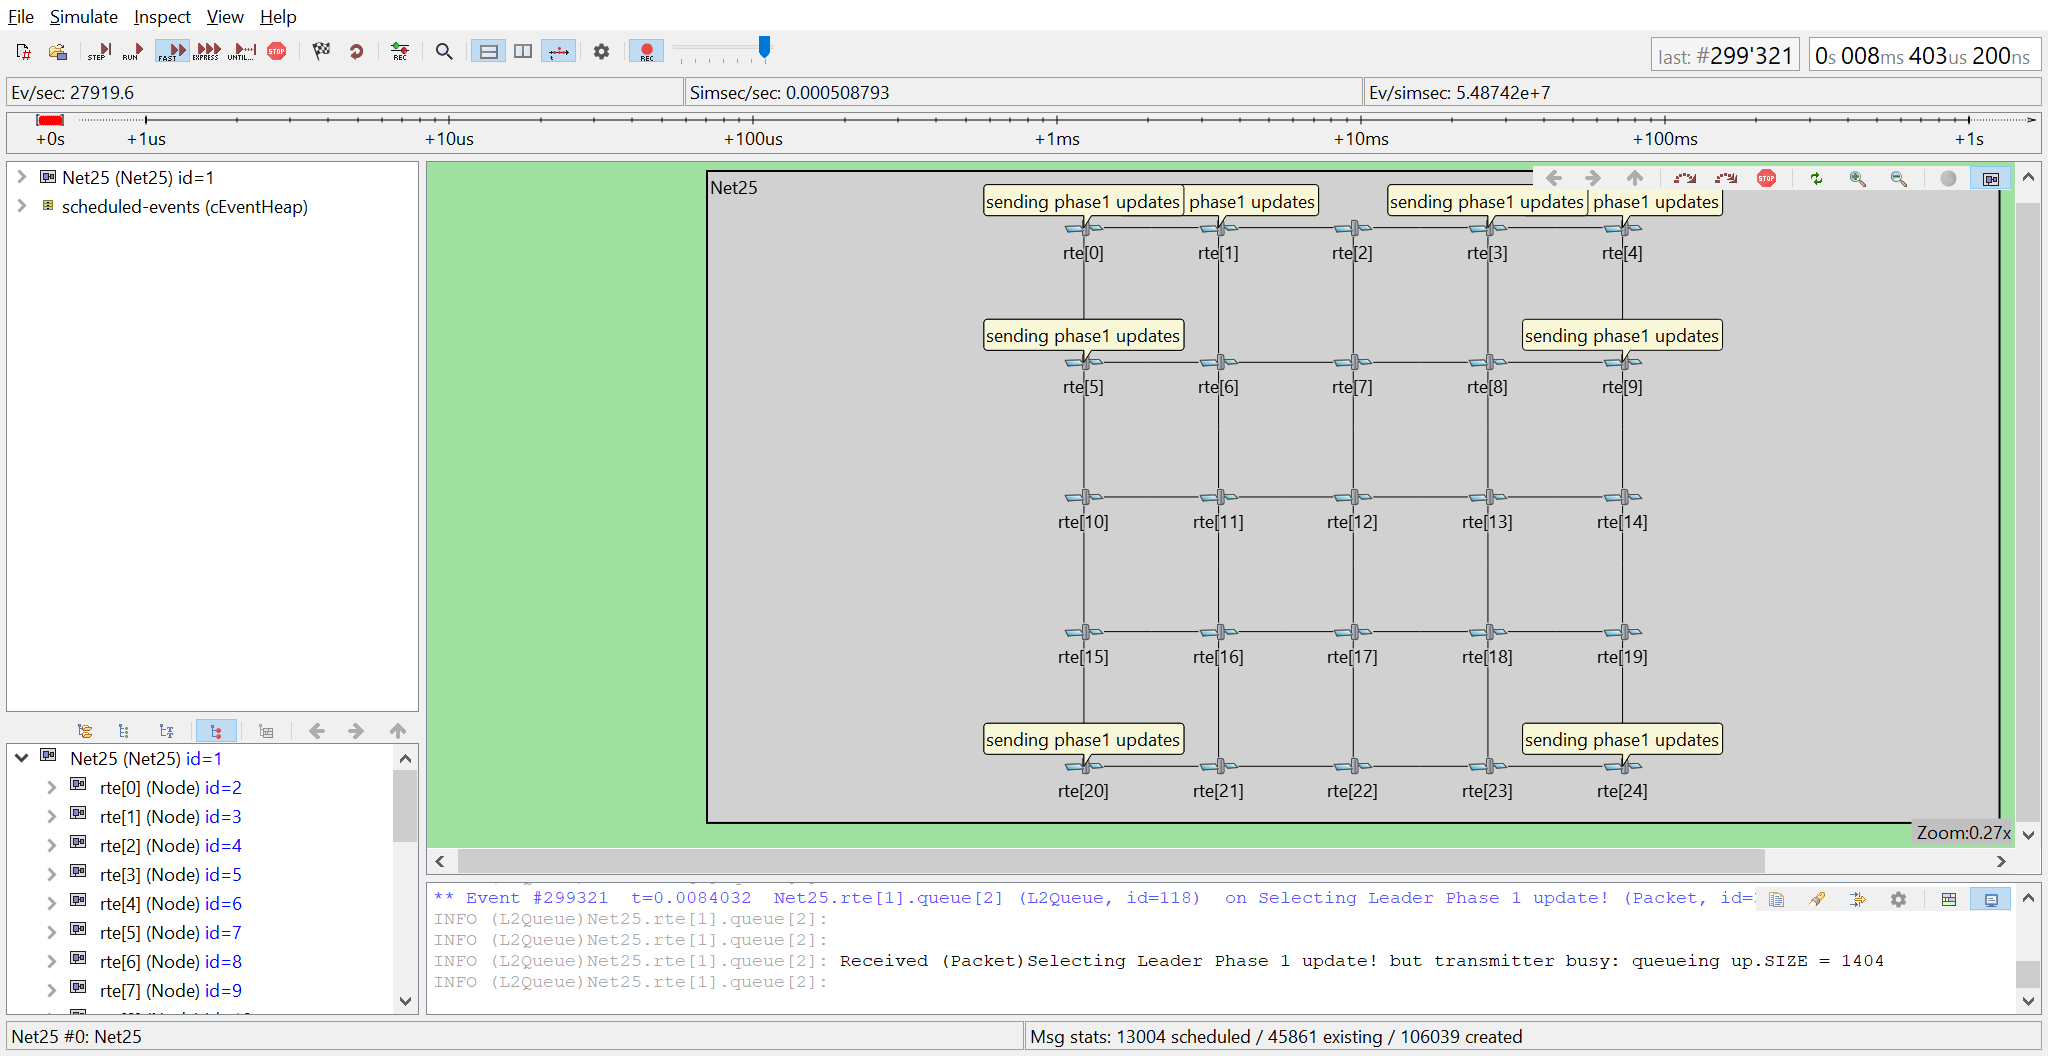 File Simulate Inspect View Help
STEP RUN FAST EXPRESS UNTIL... STOP REC REC
last: #299'321 0s 008ms 403us 200ns
Ev/sec: 27919.6 Simsec/sec: 0.000508793 Ev/simsec: 5.48742e+7
+0s +1us +10us +100us +1ms +10ms +100ms +1s
Net25 (Net25) id=1
scheduled-events (cEventHeap)
Net25
STOP
sending phase1 updates phase1 updates sending phase1 updates phase1 updates
rte[0] rte[1] rte[2] rte[3] rte[4]
sending phase1 updates sending phase1 updates
rte[5] rte[6] rte[7] rte[8] rte[9]
rte[10] rte[11] rte[12] rte[13] rte[14]
rte[15] rte[16] rte[17] rte[18] rte[19]
sending phase1 updates sending phase1 updates
rte[20] rte[21] rte[22] rte[23] rte[24]
Zoom:0.27x
Net25 (Net25) id=1
rte[0] (Node) id=2
rte[1] (Node) id=3
rte[2] (Node) id=4
rte[3] (Node) id=5
rte[4] (Node) id=6
rte[5] (Node) id=7
rte[6] (Node) id=8
rte[7] (Node) id=9
** Event #299321 t=0.0084032 Net25.rte[1].queue[2] (L2Queue, id=118) on Selecting Leader Phase 1 update! (Packet, id=
INFO (L2Queue)Net25.rte[1].queue[2]:
INFO (L2Queue)Net25.rte[1].queue[2]:
INFO (L2Queue)Net25.rte[1].queue[2]: Received (Packet)Selecting Leader Phase 1 update! but transmitter busy: queueing up.SIZE = 1404
INFO (L2Queue)Net25.rte[1].queue[2]:
Net25 #0: Net25
Msg stats: 13004 scheduled / 45861 existing / 106039 created